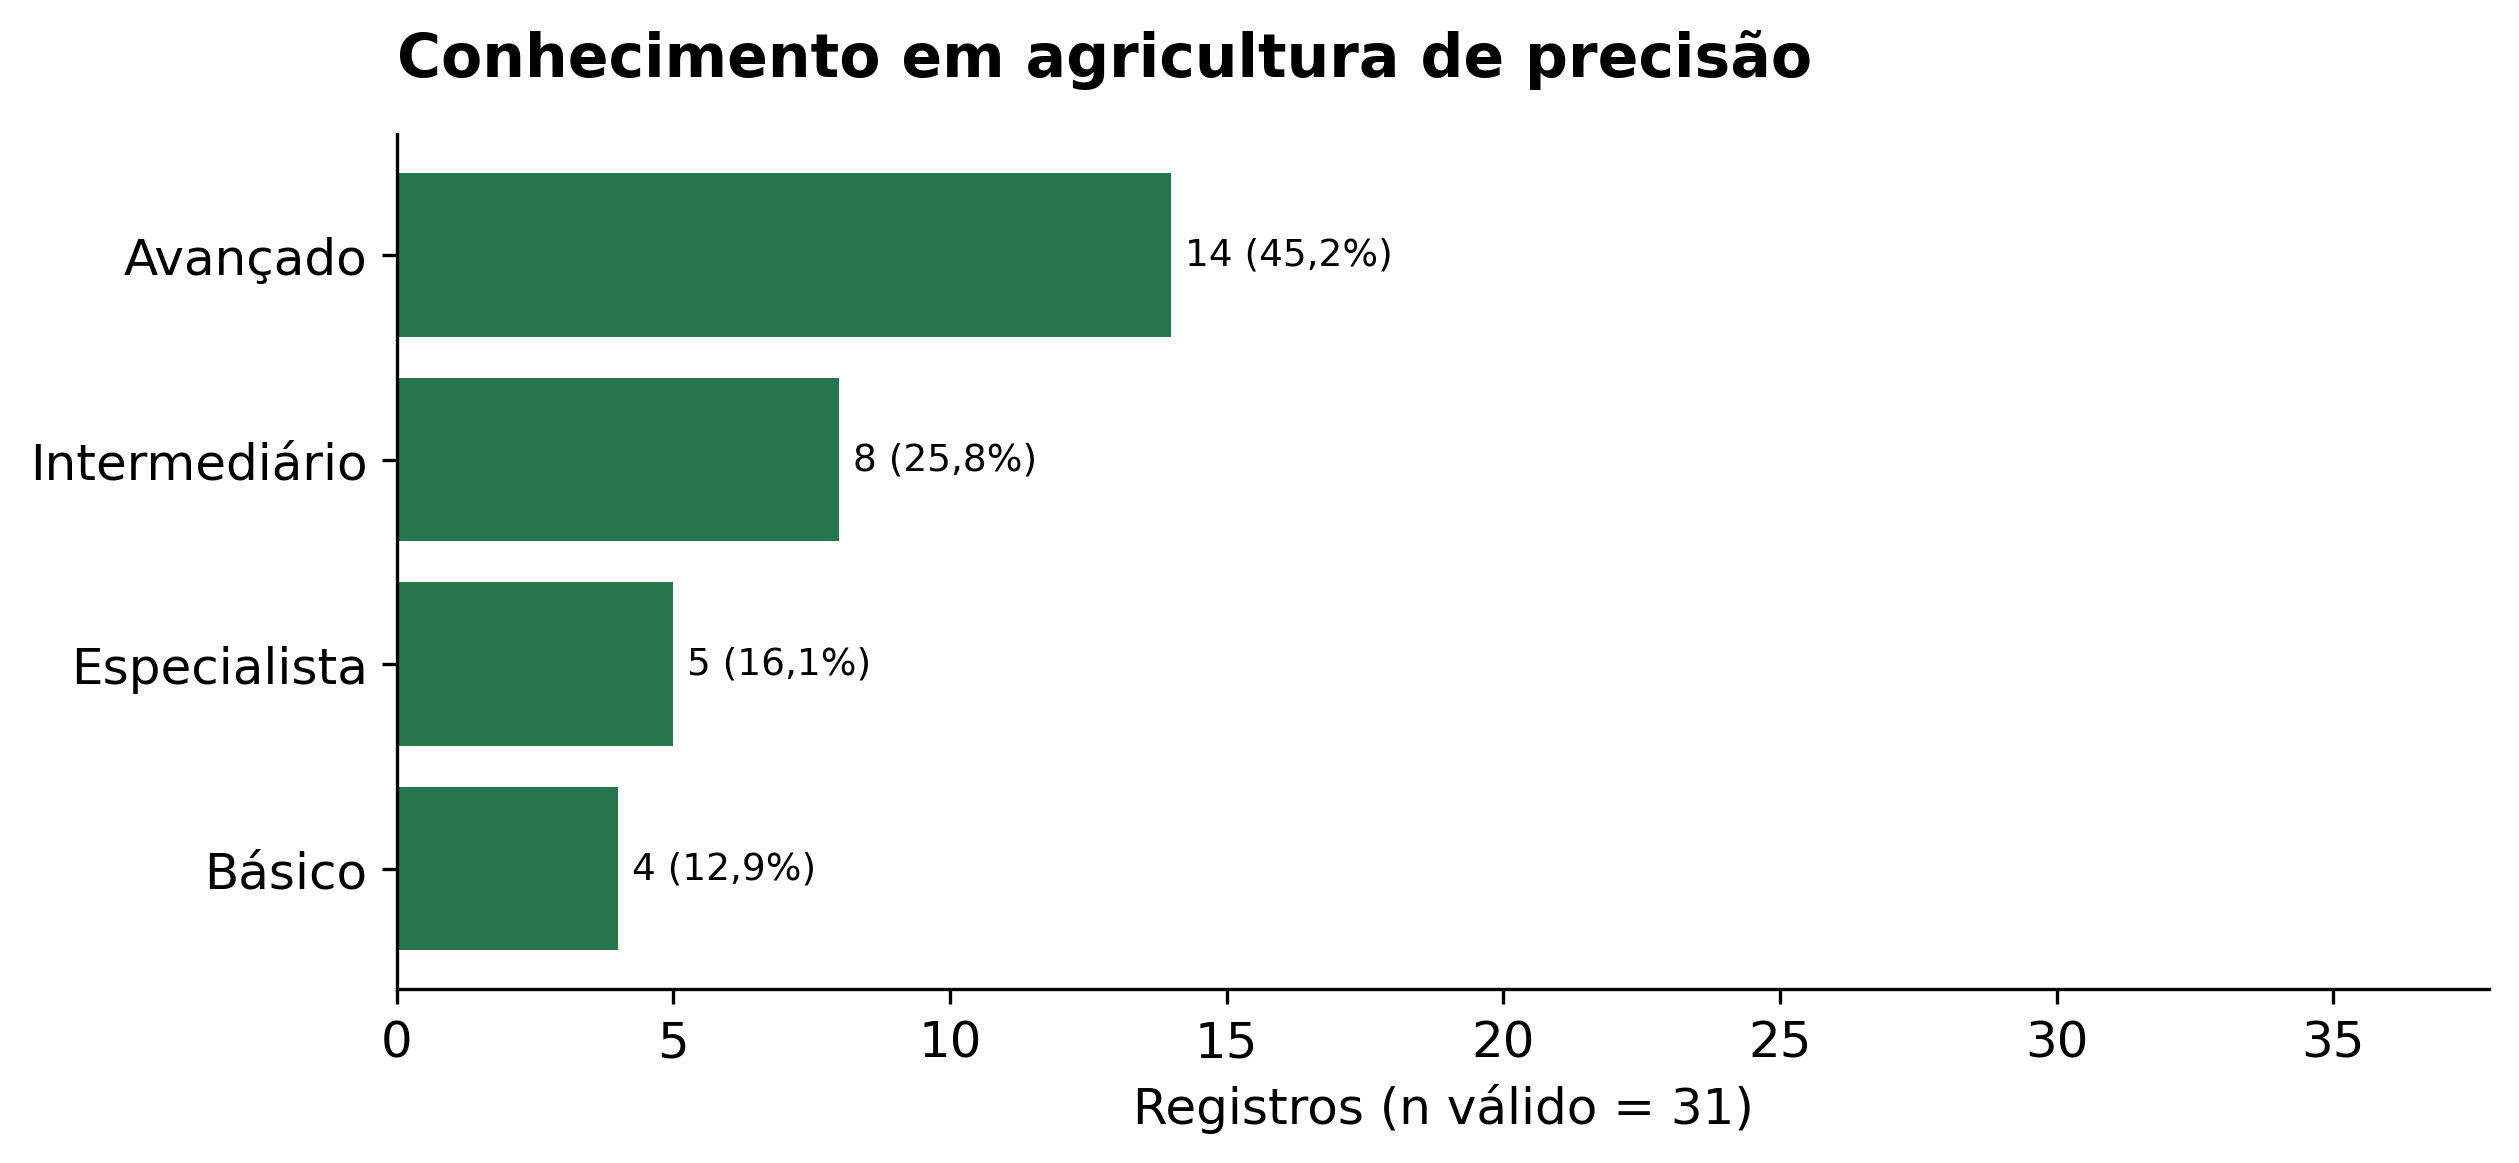 Conhecimento em agricultura de precisão
Avançado
14 (45,2%)
Intermediário
8 (25,8%)
Especialista
5 (16,1%)
Básico
4 (12,9%)
0 5 10 15 20 25 30 35
Registros (n válido = 31)